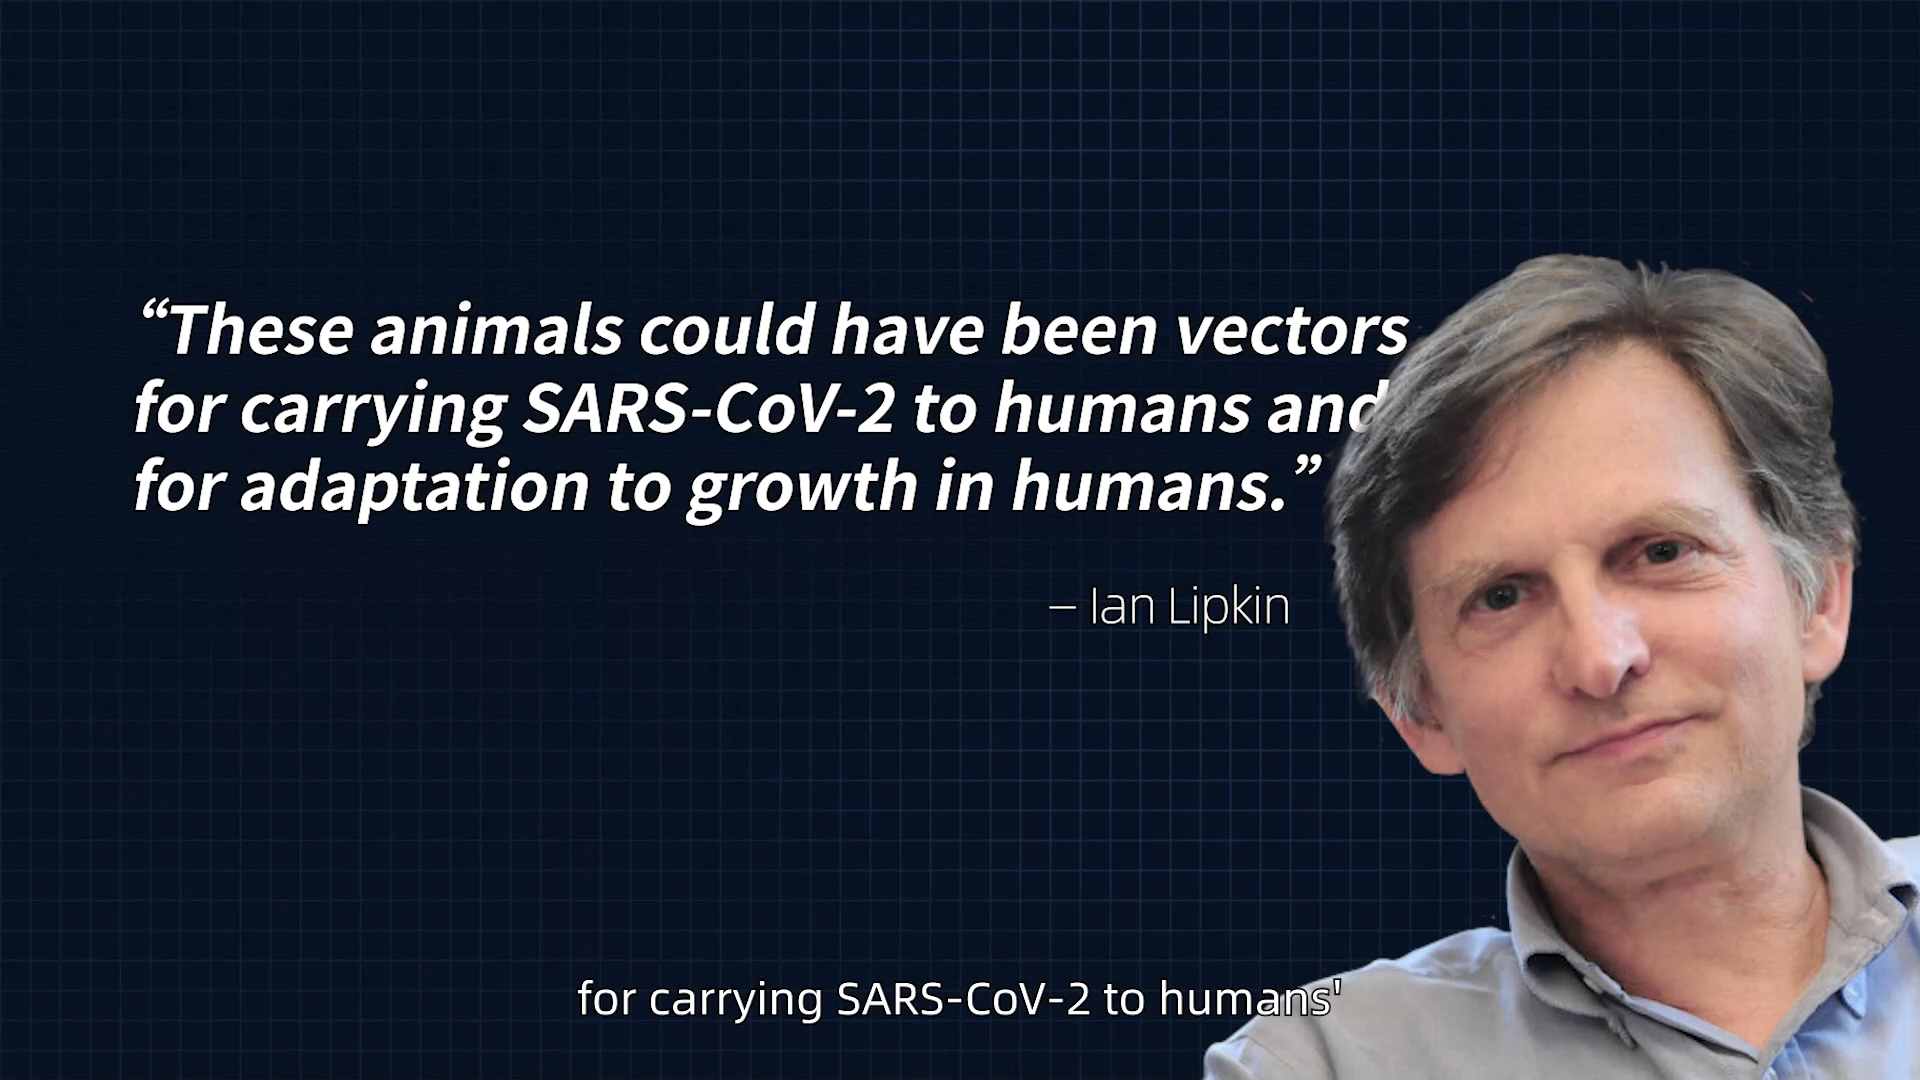 “These animals could have been vectors
for carrying SARS-CoV-2 to humans and
for adaptation to growth in humans.”
– Ian Lipkin
for carrying SARS-CoV-2 to humans'